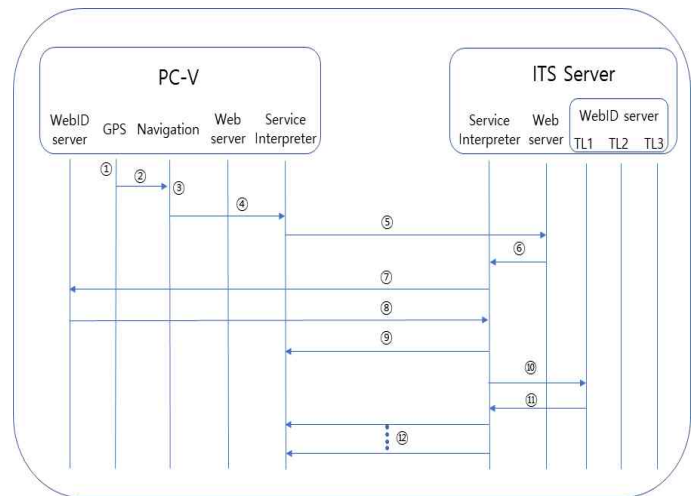 PC-V
ITS Server
WebID server
GPS
Navigation
Web server
Service Interpreter
Service Interpreter
Web server
WebID server
TL1 TL2 TL3
①
②
③
④
⑤
⑥
⑦
⑧
⑨
⑩
⑪
⑫